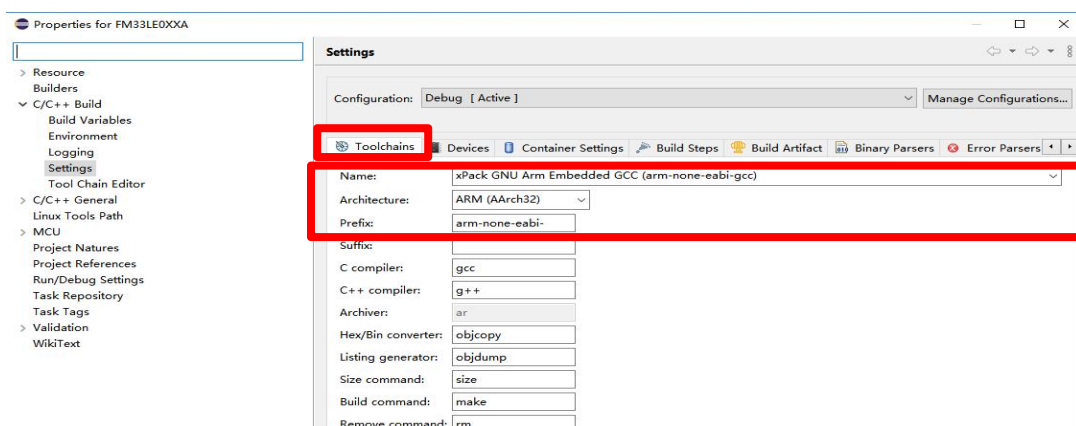 Properties for FM33LE0XXA
Settings
Resource
Builders
C/C++ Build
Build Variables
Environment
Logging
Settings
Tool Chain Editor
C/C++ General
Linux Tools Path
MCU
Project Natures
Project References
Run/Debug Settings
Task Repository
Task Tags
Validation
WikiText
Configuration: Debug [ Active ] Manage Configurations...
Toolchains Devices Container Settings Build Steps Build Artifact Binary Parsers Error Parsers
Name: xPack GNU Arm Embedded GCC (arm-none-eabi-gcc)
Architecture: ARM (AArch32)
Prefix: arm-none-eabi-
Suffix:
C compiler: gcc
C++ compiler: g++
Archiver: ar
Hex/Bin converter: objcopy
Listing generator: objdump
Size command: size
Build command: make
Remove command: rm